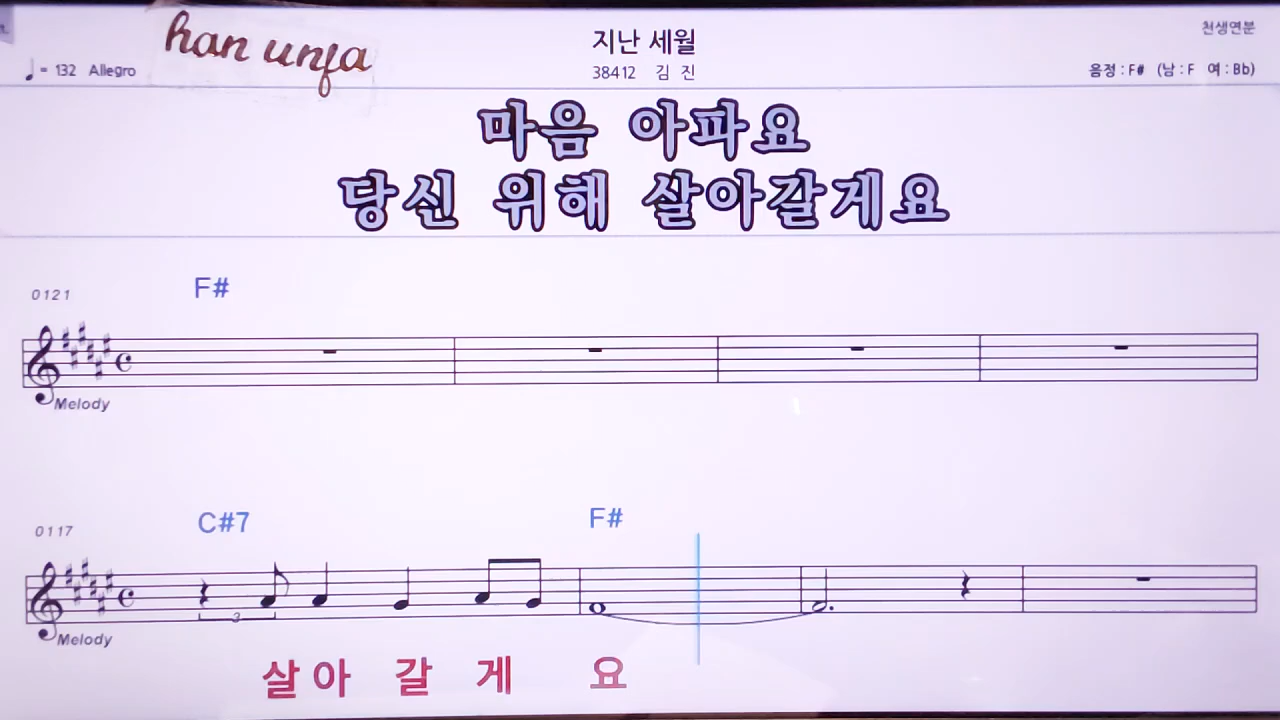 han unfa
지난 세월
천생연분
♩= 132 Allegro
38412 김 진
음정 : F# (남 : F 여 : Bb)
마음 아파요
당신 위해 살아갈게요
0121
F#
Melody
0117
C#7 F#
3
Melody
살 아 갈 게 요